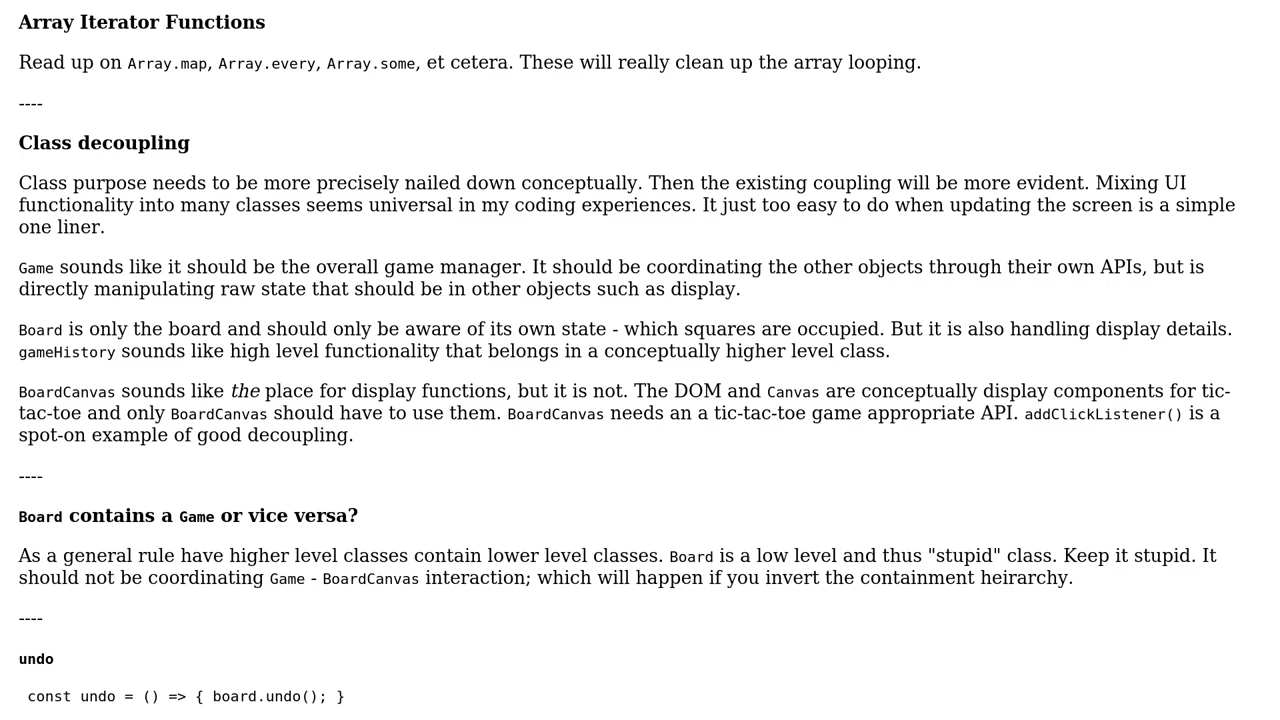 Array Iterator Functions
Read up on Array.map, Array.every, Array.some, et cetera. These will really clean up the array looping.
----
Class decoupling
Class purpose needs to be more precisely nailed down conceptually. Then the existing coupling will be more evident. Mixing UI
functionality into many classes seems universal in my coding experiences. It just too easy to do when updating the screen is a simple
one liner.
Game sounds like it should be the overall game manager. It should be coordinating the other objects through their own APIs, but is
directly manipulating raw state that should be in other objects such as display.
Board is only the board and should only be aware of its own state - which squares are occupied. But it is also handling display details.
gameHistory sounds like high level functionality that belongs in a conceptually higher level class.
BoardCanvas sounds like the place for display functions, but it is not. The DOM and Canvas are conceptually display components for tic-
tac-toe and only BoardCanvas should have to use them. BoardCanvas needs an a tic-tac-toe game appropriate API. addClickListener() is a
spot-on example of good decoupling.
----
Board contains a Game or vice versa?
As a general rule have higher level classes contain lower level classes. Board is a low level and thus "stupid" class. Keep it stupid. It
should not be coordinating Game - BoardCanvas interaction; which will happen if you invert the containment heirarchy.
----
undo
const undo = () => { board.undo(); }